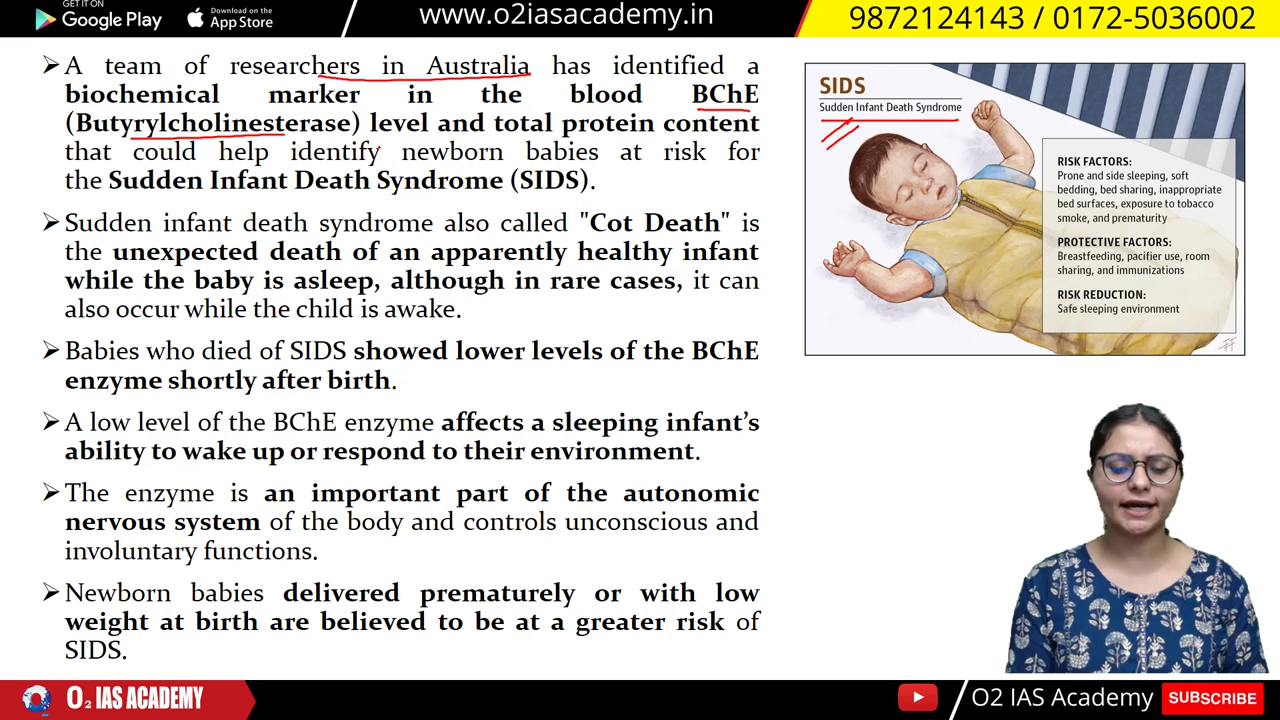 GET IT ON
Google Play
Download on the
App Store
www.o2iasacademy.in
9872124143 / 0172-5036002
➢ A team of researchers in Australia has identified a
biochemical marker in the blood BChE
(Butyrylcholinesterase) level and total protein content
that could help identify newborn babies at risk for
the Sudden Infant Death Syndrome (SIDS).
➢ Sudden infant death syndrome also called "Cot Death" is
the unexpected death of an apparently healthy infant
while the baby is asleep, although in rare cases, it can
also occur while the child is awake.
➢ Babies who died of SIDS showed lower levels of the BChE
enzyme shortly after birth.
➢ A low level of the BChE enzyme affects a sleeping infant’s
ability to wake up or respond to their environment.
➢ The enzyme is an important part of the autonomic
nervous system of the body and controls unconscious and
involuntary functions.
➢ Newborn babies delivered prematurely or with low
weight at birth are believed to be at a greater risk of
SIDS.
SIDS
Sudden Infant Death Syndrome
RISK FACTORS:
Prone and side sleeping, soft
bedding, bed sharing, inappropriate
bed surfaces, exposure to tobacco
smoke, and prematurity
PROTECTIVE FACTORS:
Breastfeeding, pacifier use, room
sharing, and immunizations
RISK REDUCTION:
Safe sleeping environment
O2 IAS ACADEMY
O2 IAS Academy
SUBSCRIBE